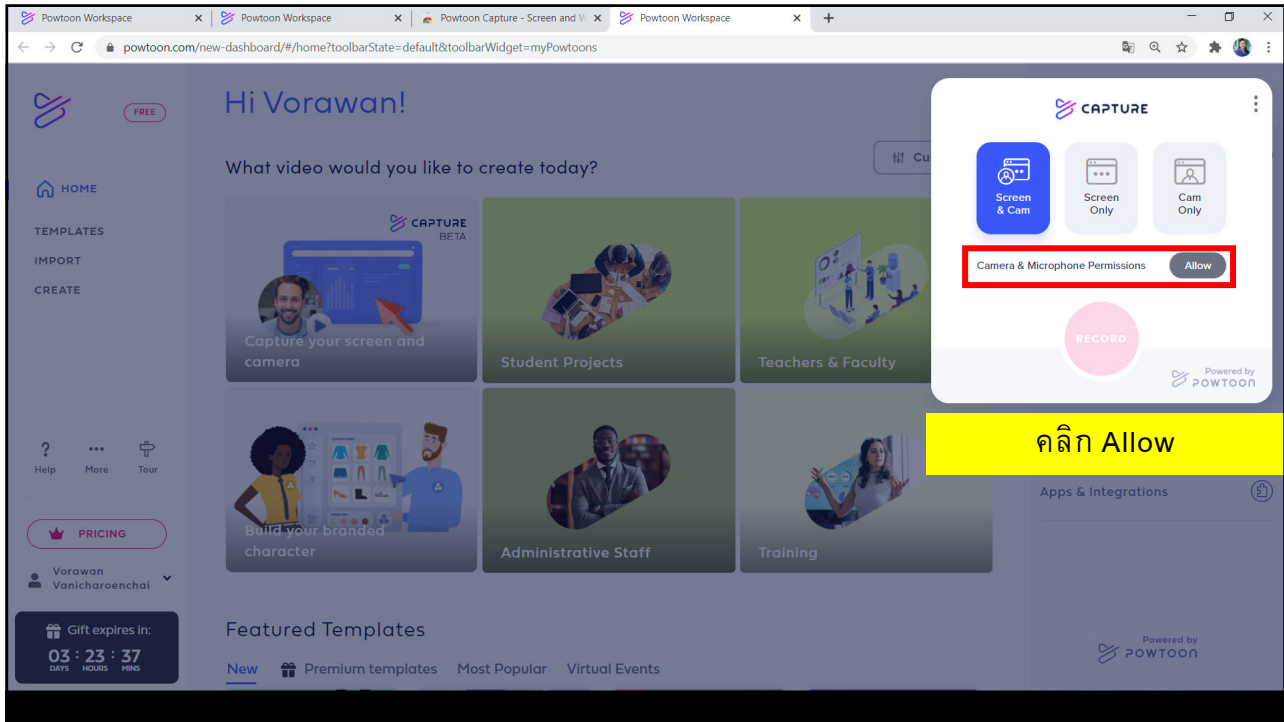 Powtoon Workspace
Powtoon Workspace
Powtoon Capture - Screen and W
Powtoon Workspace
powtoon.com/new-dashboard/#/home?toolbarState=default&toolbarWidget=myPowtoons
FREE
HOME
TEMPLATES
IMPORT
CREATE
Help
More
Tour
PRICING
Vorawan
Vanicharoenchai
Gift expires in:
03 : 23 : 37
DAYS HOURS MINS
Hi Vorawan!
What video would you like to create today?
Cu
CAPTURE
BETA
Capture your screen and
camera
Student Projects
Teachers & Faculty
Build your branded
character
Administrative Staff
Training
Featured Templates
New
Premium templates
Most Popular
Virtual Events
CAPTURE
Screen
& Cam
Screen
Only
Cam
Only
Camera & Microphone Permissions
Allow
RECORD
Powered by
POWTOON
คลิก Allow
Apps & Integrations
Powered by
POWTOON